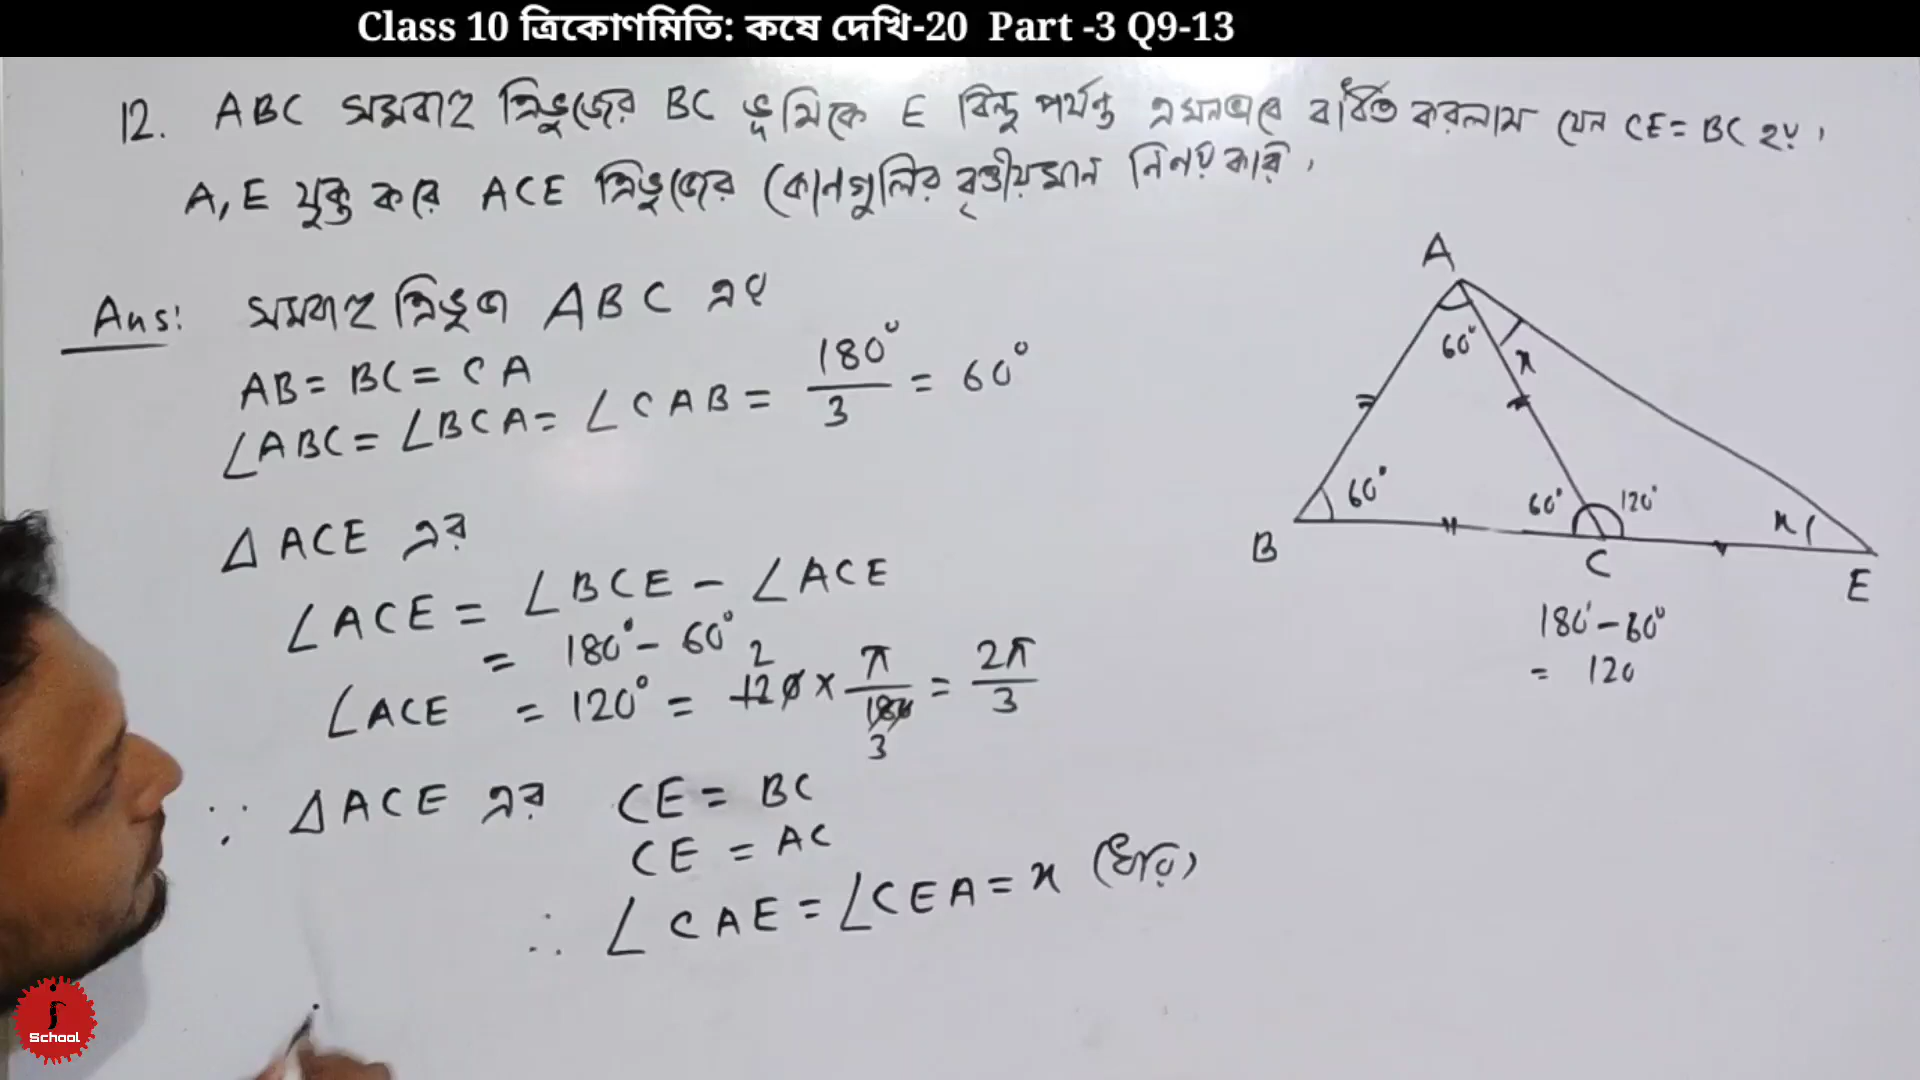 Class 10 ত্রিকোণমিতি: কষে দেখি-20 Part -3 Q9-13
12. ABC সমবাহু ত্রিভুজের BC ভূমিকে E বিন্দু পর্যন্ত এমনভাবে বর্ধিত করলাম যেন CE = BC হয়।
A, E যুক্ত করে ACE ত্রিভুজের কোনগুলির বৃত্তীয়মান নির্নয় করি।
Ans: সমবাহু ত্রিভুজ ABC এর
AB = BC = CA
∠ABC = ∠BCA = ∠CAB = 180°/3 = 60°
△ ACE এর
∠ACE = ∠BCE - ∠ACE
= 180° - 60°
∠ACE = 120° = 120 × π/180 = 2π/3
2
3
∵ △ACE এর CE = BC
CE = AC
∴ ∠CAE = ∠CEA = x (ধরি)
A
60°
x
60°
60°
120°
x
B
C
E
180° - 60°
= 120
School